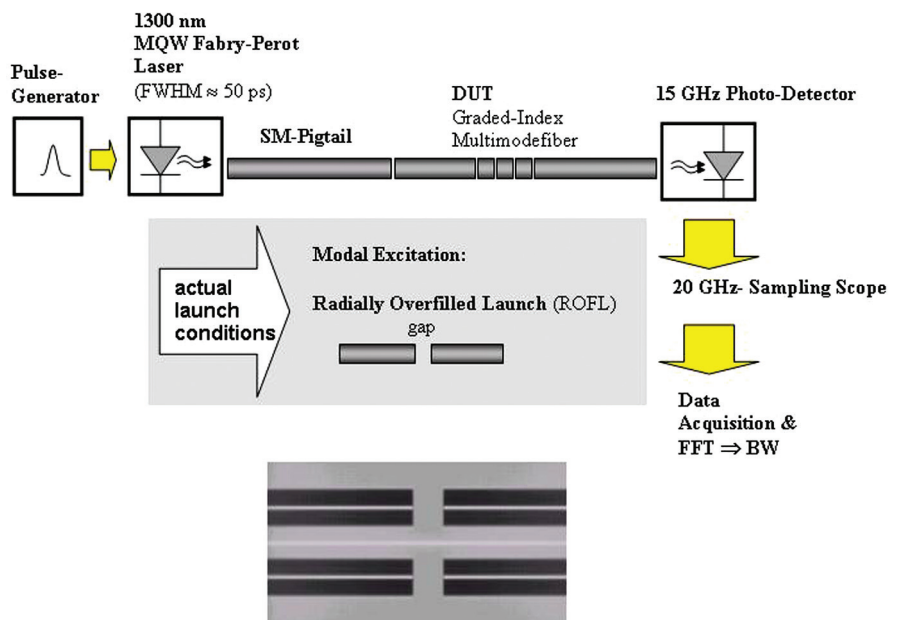 1300 nm
MQW Fabry-Perot
Laser
(FWHM ≈ 50 ps)
Pulse-
Generator
SM-Pigtail
DUT
Graded-Index
Multimodefiber
15 GHz Photo-Detector
actual
launch
conditions
Modal Excitation:
Radially Overfilled Launch (ROFL)
gap
20 GHz- Sampling Scope
Data
Acquisition &
FFT ⇒ BW